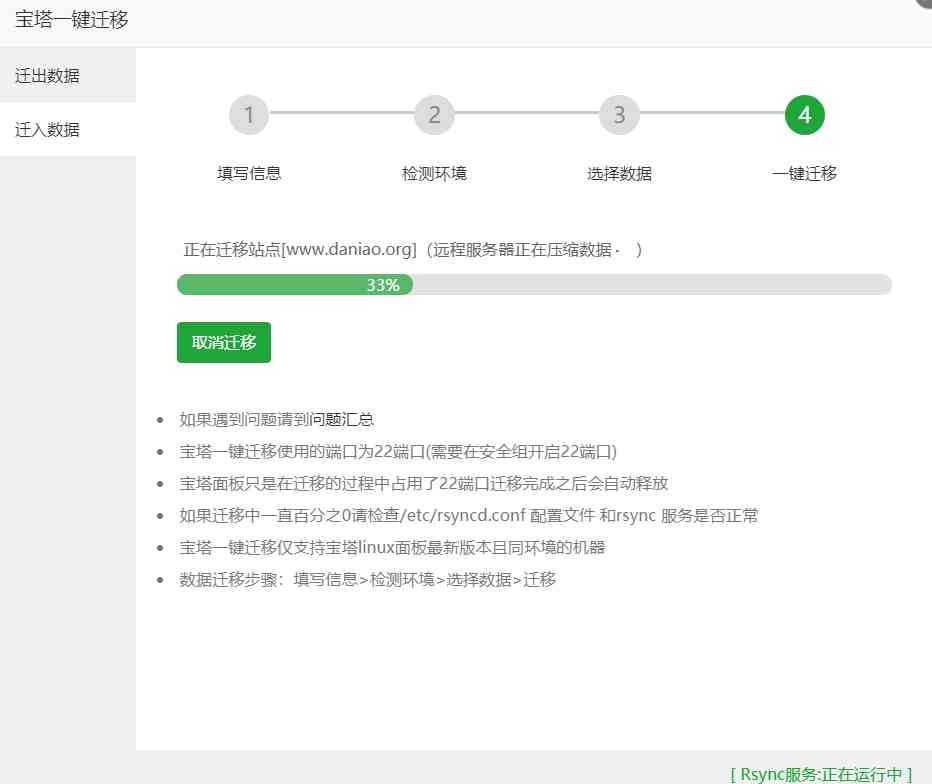 宝塔一键迁移
迁出数据
迁入数据
1 2 3 4
填写信息 检测环境 选择数据 一键迁移
正在迁移站点[www.daniao.org]（远程服务器正在压缩数据· ）
33%
取消迁移
• 如果遇到问题请到问题汇总
• 宝塔一键迁移使用的端口为22端口(需要在安全组开启22端口)
• 宝塔面板只是在迁移的过程中占用了22端口迁移完成之后会自动释放
• 如果迁移中一直百分之0请检查/etc/rsyncd.conf 配置文件 和rsync 服务是否正常
• 宝塔一键迁移仅支持宝塔linux面板最新版本且同环境的机器
• 数据迁移步骤：填写信息>检测环境>选择数据>迁移
[ Rsync服务:正在运行中 ]